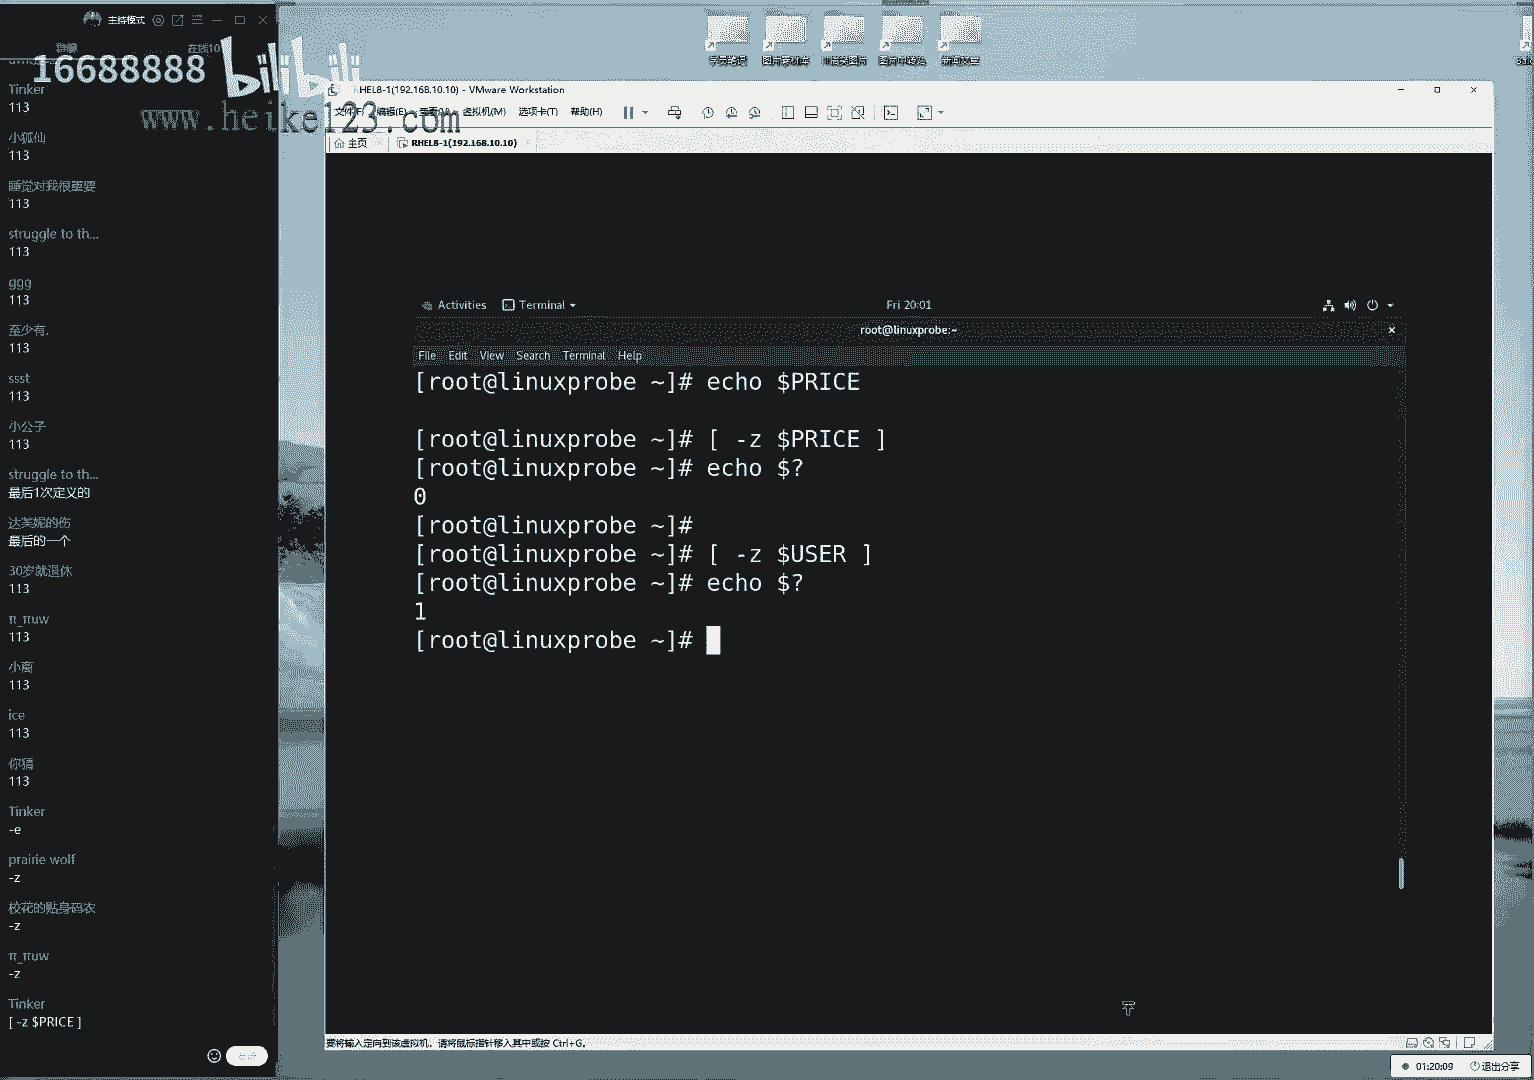 主持模式
群聊
在线10
16688888
bilibili
www.heike123.com
Tinker
113
小狐仙
113
睡觉对我很重要
113
struggle to th...
113
ggg
113
至少有.
113
ssst
113
小公子
113
struggle to th...
最后1次定义的
达芙妮的伤
最后的一个
30岁就退休
113
π_πuw
113
小离
113
ice
113
你猜
113
Tinker
-e
prairie wolf
-z
校花的贴身码农
-z
π_πuw
-z
Tinker
[ -z $PRICE ]
RHEL8-1(192.168.10.10) - VMware Workstation
文件(F) 编辑(E) 查看(V) 虚拟机(M) 选项卡(T) 帮助(H)
主页
RHEL8-1(192.168.10.10)
Activities Terminal Fri 20:01
root@linuxprobe:~
File Edit View Search Terminal Help
[root@linuxprobe ~]# echo $PRICE
[root@linuxprobe ~]# [ -z $PRICE ]
[root@linuxprobe ~]# echo $?
0
[root@linuxprobe ~]#
[root@linuxprobe ~]# [ -z $USER ]
[root@linuxprobe ~]# echo $?
1
[root@linuxprobe ~]#
要将输入定向到该虚拟机，请将鼠标指针移入其中或按 Ctrl+G。
01:20:09 退出分享